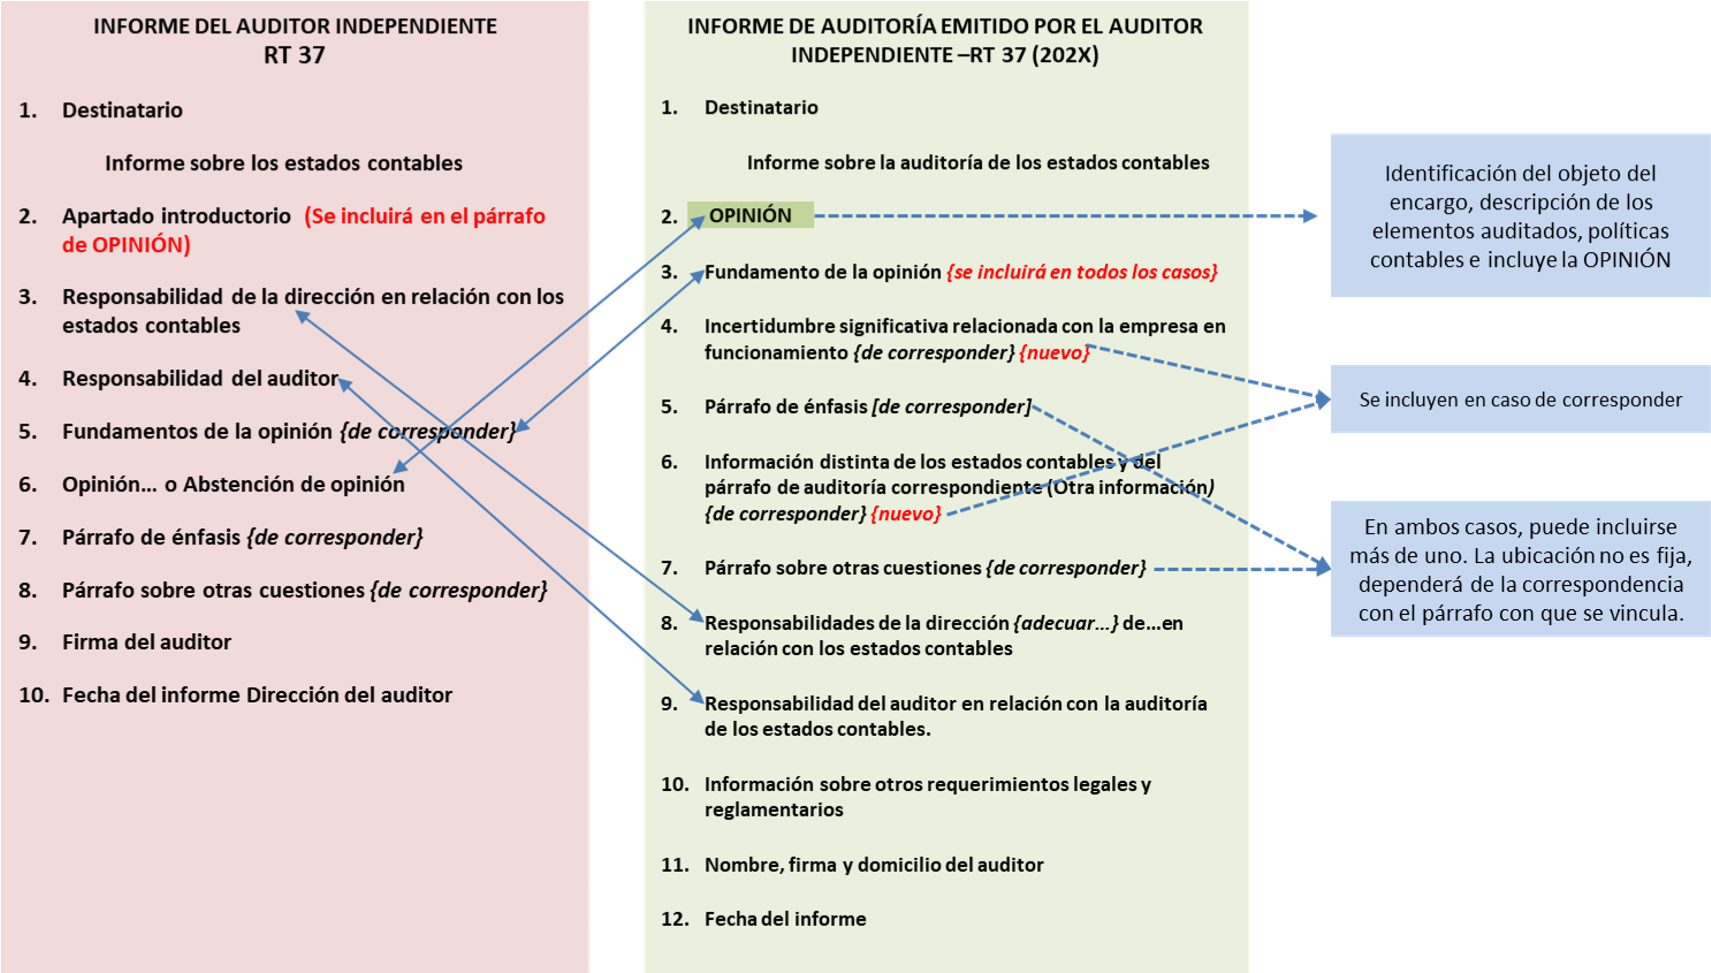 INFORME DEL AUDITOR INDEPENDIENTE
RT 37
1. Destinatario
Informe sobre los estados contables
2. Apartado introductorio (Se incluirá en el párrafo
de OPINIÓN)
3. Responsabilidad de la dirección en relación con los
estados contables
4. Responsabilidad del auditor
5. Fundamentos de la opinión {de corresponder}
6. Opinión... o Abstención de opinión
7. Párrafo de énfasis {de corresponder}
8. Párrafo sobre otras cuestiones {de corresponder}
9. Firma del auditor
10. Fecha del informe Dirección del auditor
INFORME DE AUDITORÍA EMITIDO POR EL AUDITOR
INDEPENDIENTE –RT 37 (202X)
1. Destinatario
Informe sobre la auditoría de los estados contables
2. OPINIÓN
3. Fundamento de la opinión {se incluirá en todos los casos}
4. Incertidumbre significativa relacionada con la empresa en
funcionamiento {de corresponder} {nuevo}
5. Párrafo de énfasis [de corresponder]
6. Información distinta de los estados contables y del
párrafo de auditoría correspondiente (Otra información)
{de corresponder} {nuevo}
7. Párrafo sobre otras cuestiones {de corresponder}
8. Responsabilidades de la dirección {adecuar...} de...en
relación con los estados contables
9. Responsabilidad del auditor en relación con la auditoría
de los estados contables.
10. Información sobre otros requerimientos legales y
reglamentarios
11. Nombre, firma y domicilio del auditor
12. Fecha del informe
Identificación del objeto del
encargo, descripción de los
elementos auditados, políticas
contables e incluye la OPINIÓN
Se incluyen en caso de corresponder
En ambos casos, puede incluirse
más de uno. La ubicación no es fija,
dependerá de la correspondencia
con el párrafo con que se vincula.